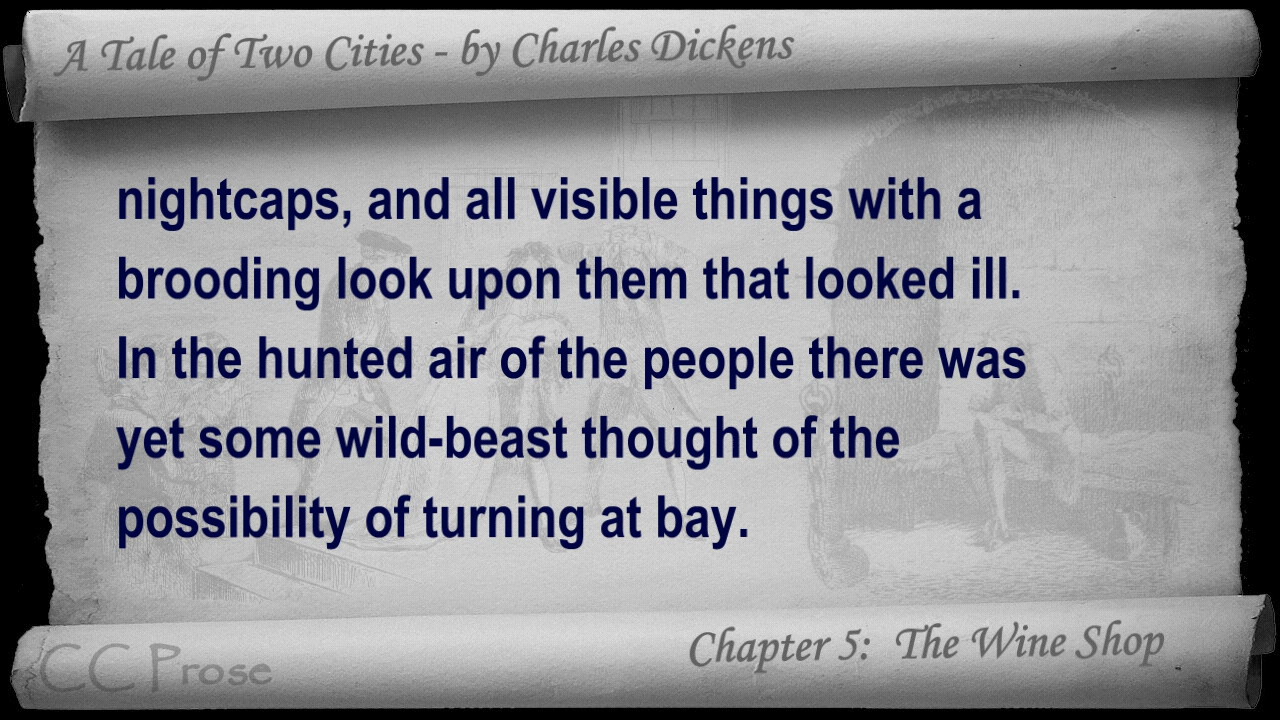 A Tale of Two Cities - by Charles Dickens
nightcaps, and all visible things with a
brooding look upon them that looked ill.
In the hunted air of the people there was
yet some wild-beast thought of the
possibility of turning at bay.
Chapter 5: The Wine Shop
CC Prose